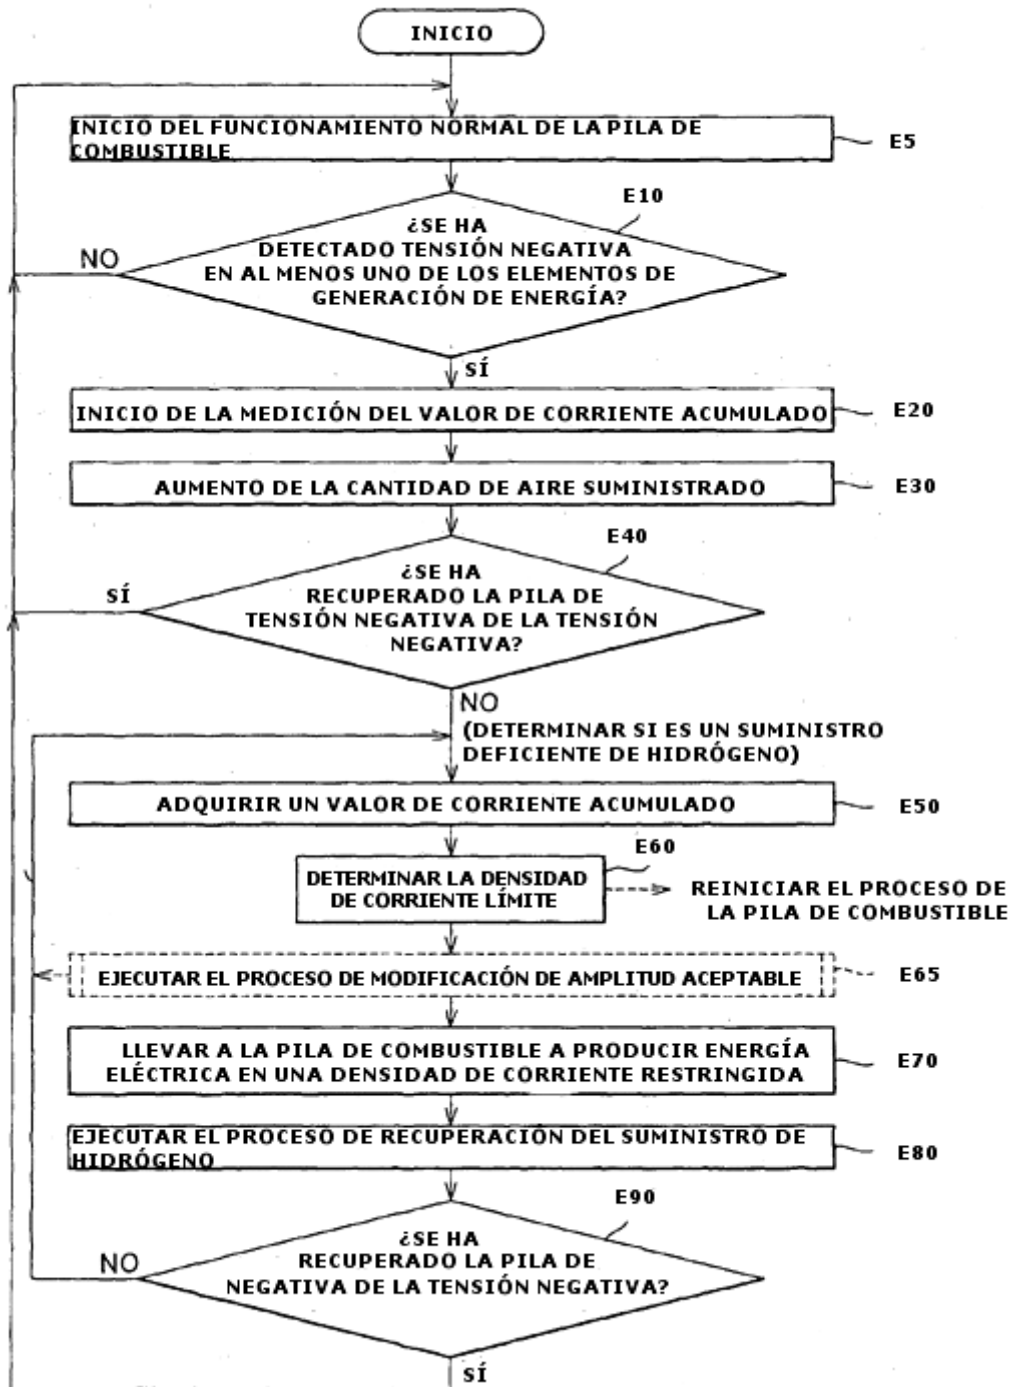 INICIO
INICIO DEL FUNCIONAMIENTO NORMAL DE LA PILA DE
COMBUSTIBLE
E5
E10
¿SE HA
DETECTADO TENSIÓN NEGATIVA
EN AL MENOS UNO DE LOS ELEMENTOS DE
GENERACIÓN DE ENERGÍA?
NO
SÍ
INICIO DE LA MEDICIÓN DEL VALOR DE CORRIENTE ACUMULADO
E20
AUMENTO DE LA CANTIDAD DE AIRE SUMINISTRADO
E30
E40
¿SE HA
RECUPERADO LA PILA DE
TENSIÓN NEGATIVA DE LA TENSIÓN
NEGATIVA?
SÍ
NO
(DETERMINAR SI ES UN SUMINISTRO
DEFICIENTE DE HIDRÓGENO)
ADQUIRIR UN VALOR DE CORRIENTE ACUMULADO
E50
E60
DETERMINAR LA DENSIDAD
DE CORRIENTE LÍMITE
REINICIAR EL PROCESO DE
LA PILA DE COMBUSTIBLE
EJECUTAR EL PROCESO DE MODIFICACIÓN DE AMPLITUD ACEPTABLE
E65
LLEVAR A LA PILA DE COMBUSTIBLE A PRODUCIR ENERGÍA
ELÉCTRICA EN UNA DENSIDAD DE CORRIENTE RESTRINGIDA
E70
EJECUTAR EL PROCESO DE RECUPERACIÓN DEL SUMINISTRO DE
HIDRÓGENO
E80
E90
¿SE HA
RECUPERADO LA PILA DE
NEGATIVA DE LA TENSIÓN NEGATIVA?
NO
SÍ